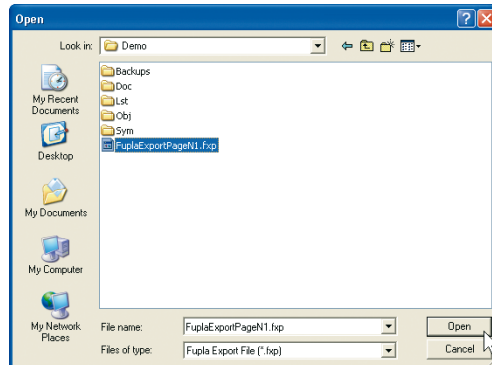 Open
Look in: Demo
Backups
Doc
Lst
Obj
Sym
FuplaExportPageN1.fxp
My Recent
Documents
Desktop
My Documents
My Computer
My Network
Places
File name: FuplaExportPageN1.fxp Open
Files of type: Fupla Export File (*.fxp) Cancel